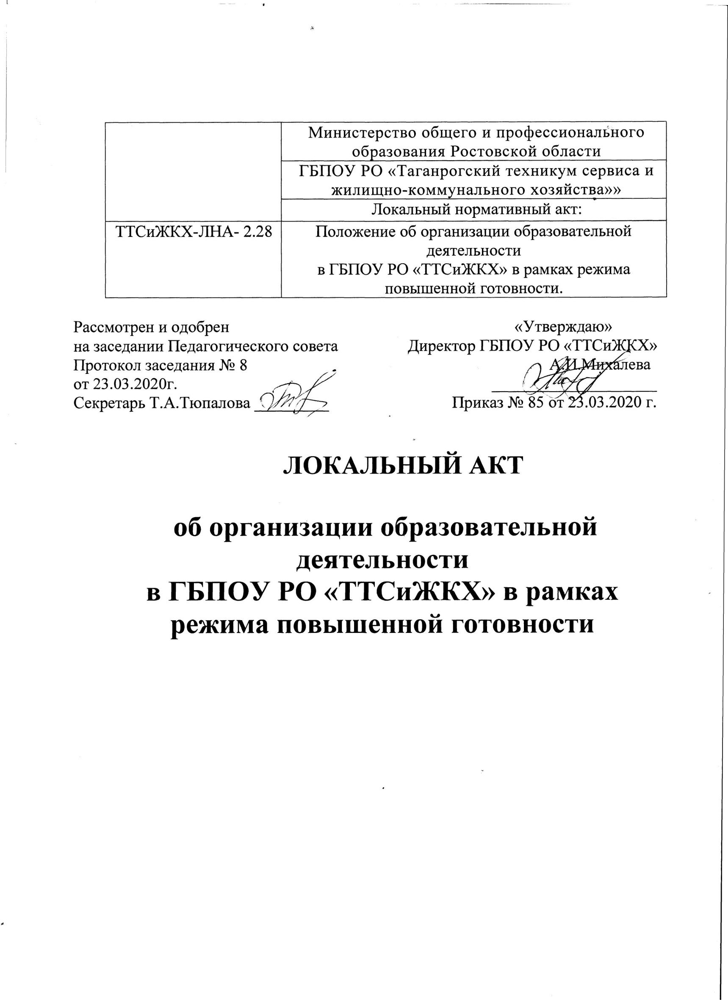 Министерство общего и профессионального
образования Ростовской области
ГБПОУ РО «Таганрогский техникум сервиса и
жилищно-коммунального хозяйства»»
Локальный нормативный акт:
ТТСиЖКХ-ЛНА- 2.28
Положение об организации образовательной
деятельности
в ГБПОУ РО «ТТСиЖКХ» в рамках режима
повышенной готовности.
Рассмотрен и одобрен
на заседании Педагогического совета
Протокол заседания № 8
от 23.03.2020г.
Секретарь Т.А.Тюпалова
«Утверждаю»
Директор ГБПОУ РО «ТТСиЖКХ»
А.И.Михалева
Приказ № 85 от 23.03.2020 г.
ЛОКАЛЬНЫЙ АКТ
об организации образовательной
деятельности
в ГБПОУ РО «ТТСиЖКХ» в рамках
режима повышенной готовности